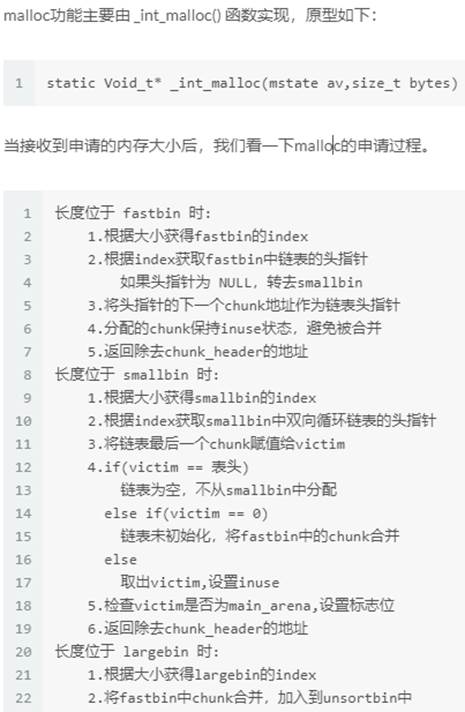 malloc功能主要由 _int_malloc() 函数实现，原型如下：
1 static Void_t* _int_malloc(mstate av,size_t bytes)
当接收到申请的内存大小后，我们看一下malloc的申请过程。
1 长度位于 fastbin 时:
2 1.根据大小获得fastbin的index
3 2.根据index获取fastbin中链表的头指针
4 如果头指针为 NULL，转去smallbin
5 3.将头指针的下一个chunk地址作为链表头指针
6 4.分配的chunk保持inuse状态，避免被合并
7 5.返回除去chunk_header的地址
8 长度位于 smallbin 时:
9 1.根据大小获得smallbin的index
10 2.根据index获取smallbin中双向循环链表的头指针
11 3.将链表最后一个chunk赋值给victim
12 4.if(victim == 表头)
13 链表为空，不从smallbin中分配
14 else if(victim == 0)
15 链表未初始化，将fastbin中的chunk合并
16 else
17 取出victim,设置inuse
18 5.检查victim是否为main_arena,设置标志位
19 6.返回除去chunk_header的地址
20 长度位于 largebin 时:
21 1.根据大小获得largebin的index
22 2.将fastbin中chunk合并，加入到unsortbin中